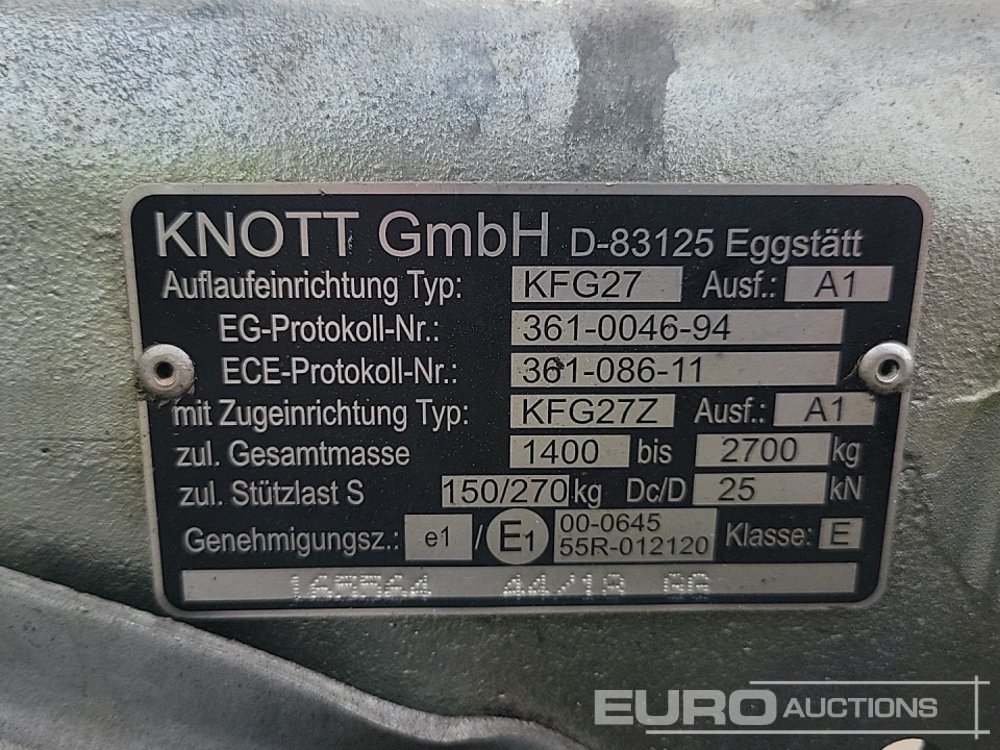 KNOTT GmbH D-83125 Eggstätt
Auflaufeinrichtung Typ: KFG27 Ausf.: A1
EG-Protokoll-Nr.: 361-0046-94
ECE-Protokoll-Nr.: 361-086-11
mit Zugeinrichtung Typ: KFG27Z Ausf.: A1
zul. Gesamtmasse 1400 bis 2700 kg
zul. Stützlast S 150/270 kg Dc/D 25 kN
Genehmigungsz.: e1 / E1 00-0645
55R-012120 Klasse: E
44/18
EURO AUCTIONS